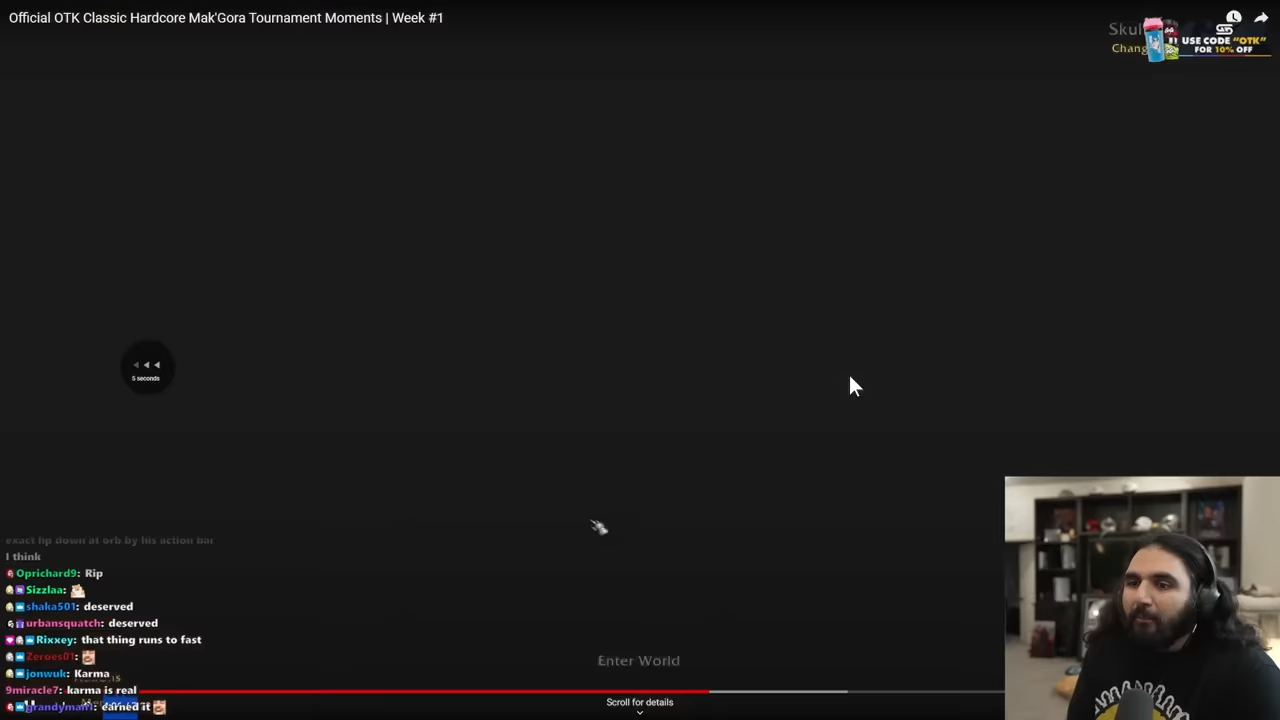 Official OTK Classic Hardcore Mak'Gora Tournament Moments | Week #1
Skul
Chang
USE CODE "OTK"
FOR 10% OFF
5 seconds
exact hp down at orb by his action bar
I think
Oprichard9: Rip
Sizzlaa:
shaka501: deserved
urbansquatch: deserved
Rixxey: that thing runs to fast
Zeroes01:
jonwuk: Karma
9miracle7: karma is real
earned it
Enter World
Scroll for details